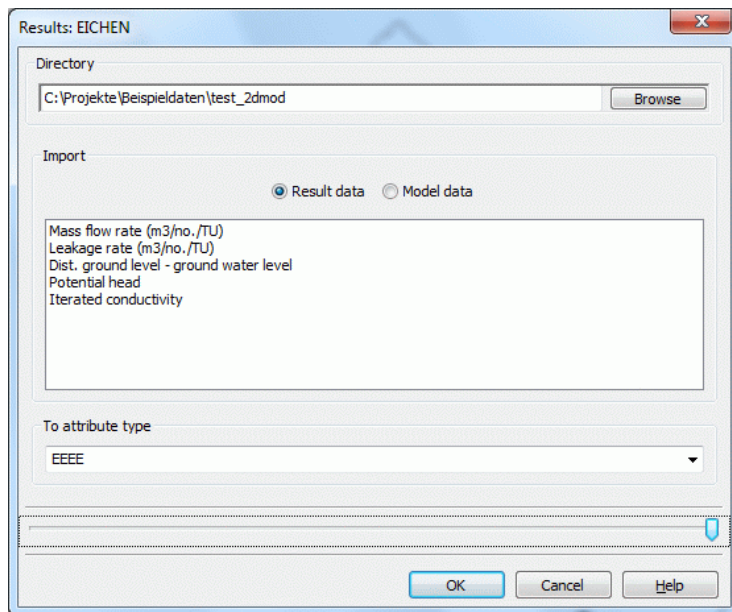 Results: EICHEN
Directory
C:\Projekte\Beispieldaten\test_2dmod
Browse
Import
Result data Model data
Mass flow rate (m3/no./TU)
Leakage rate (m3/no./TU)
Dist. ground level - ground water level
Potential head
Iterated conductivity
To attribute type
EEEE
OK Cancel Help